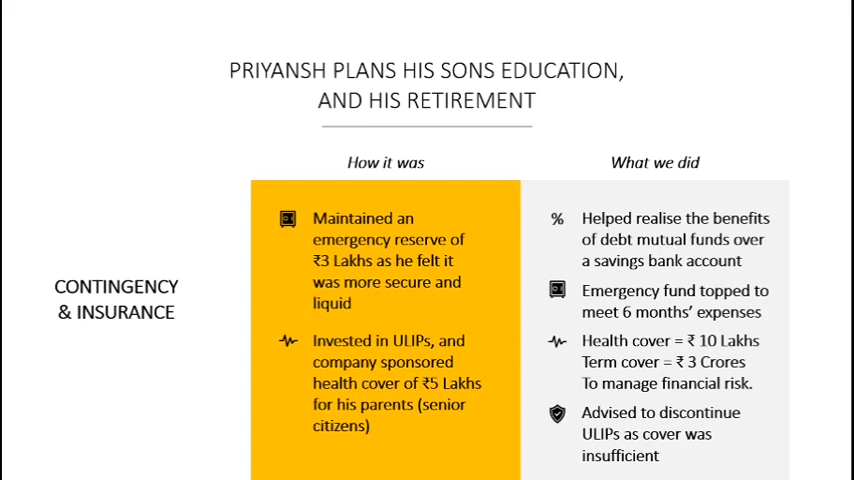 PRIYANSH PLANS HIS SONS EDUCATION,
AND HIS RETIREMENT
How it was
What we did
CONTINGENCY
& INSURANCE
Maintained an
emergency reserve of
₹3 Lakhs as he felt it
was more secure and
liquid
Invested in ULIPs, and
company sponsored
health cover of ₹5 Lakhs
for his parents (senior
citizens)
% Helped realise the benefits
of debt mutual funds over
a savings bank account
Emergency fund topped to
meet 6 months’ expenses
Health cover = ₹ 10 Lakhs
Term cover = ₹ 3 Crores
To manage financial risk.
Advised to discontinue
ULIPs as cover was
insufficient